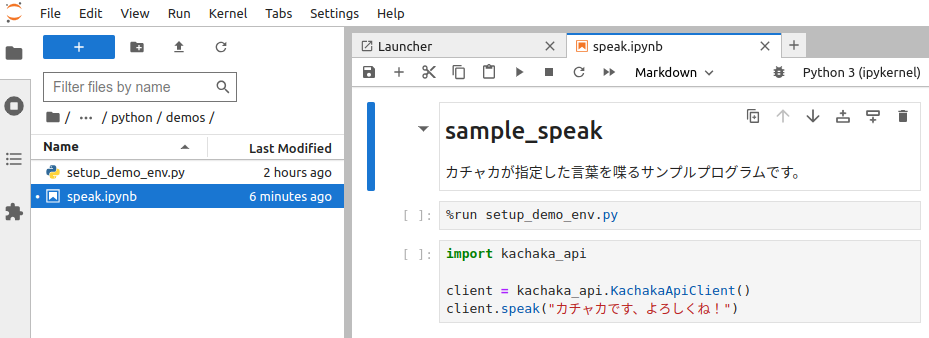 File Edit View Run Kernel Tabs Settings Help
Launcher
speak.ipynb
Markdown
Python 3 (ipykernel)
Filter files by name
/ ··· / python / demos /
Name Last Modified
setup_demo_env.py 2 hours ago
speak.ipynb 6 minutes ago
sample_speak
カチャカが指定した言葉を喋るサンプルプログラムです。
[ ]: %run setup_demo_env.py
[ ]: import kachaka_api
client = kachaka_api.KachakaApiClient()
client.speak("カチャカです、よろしくね！")